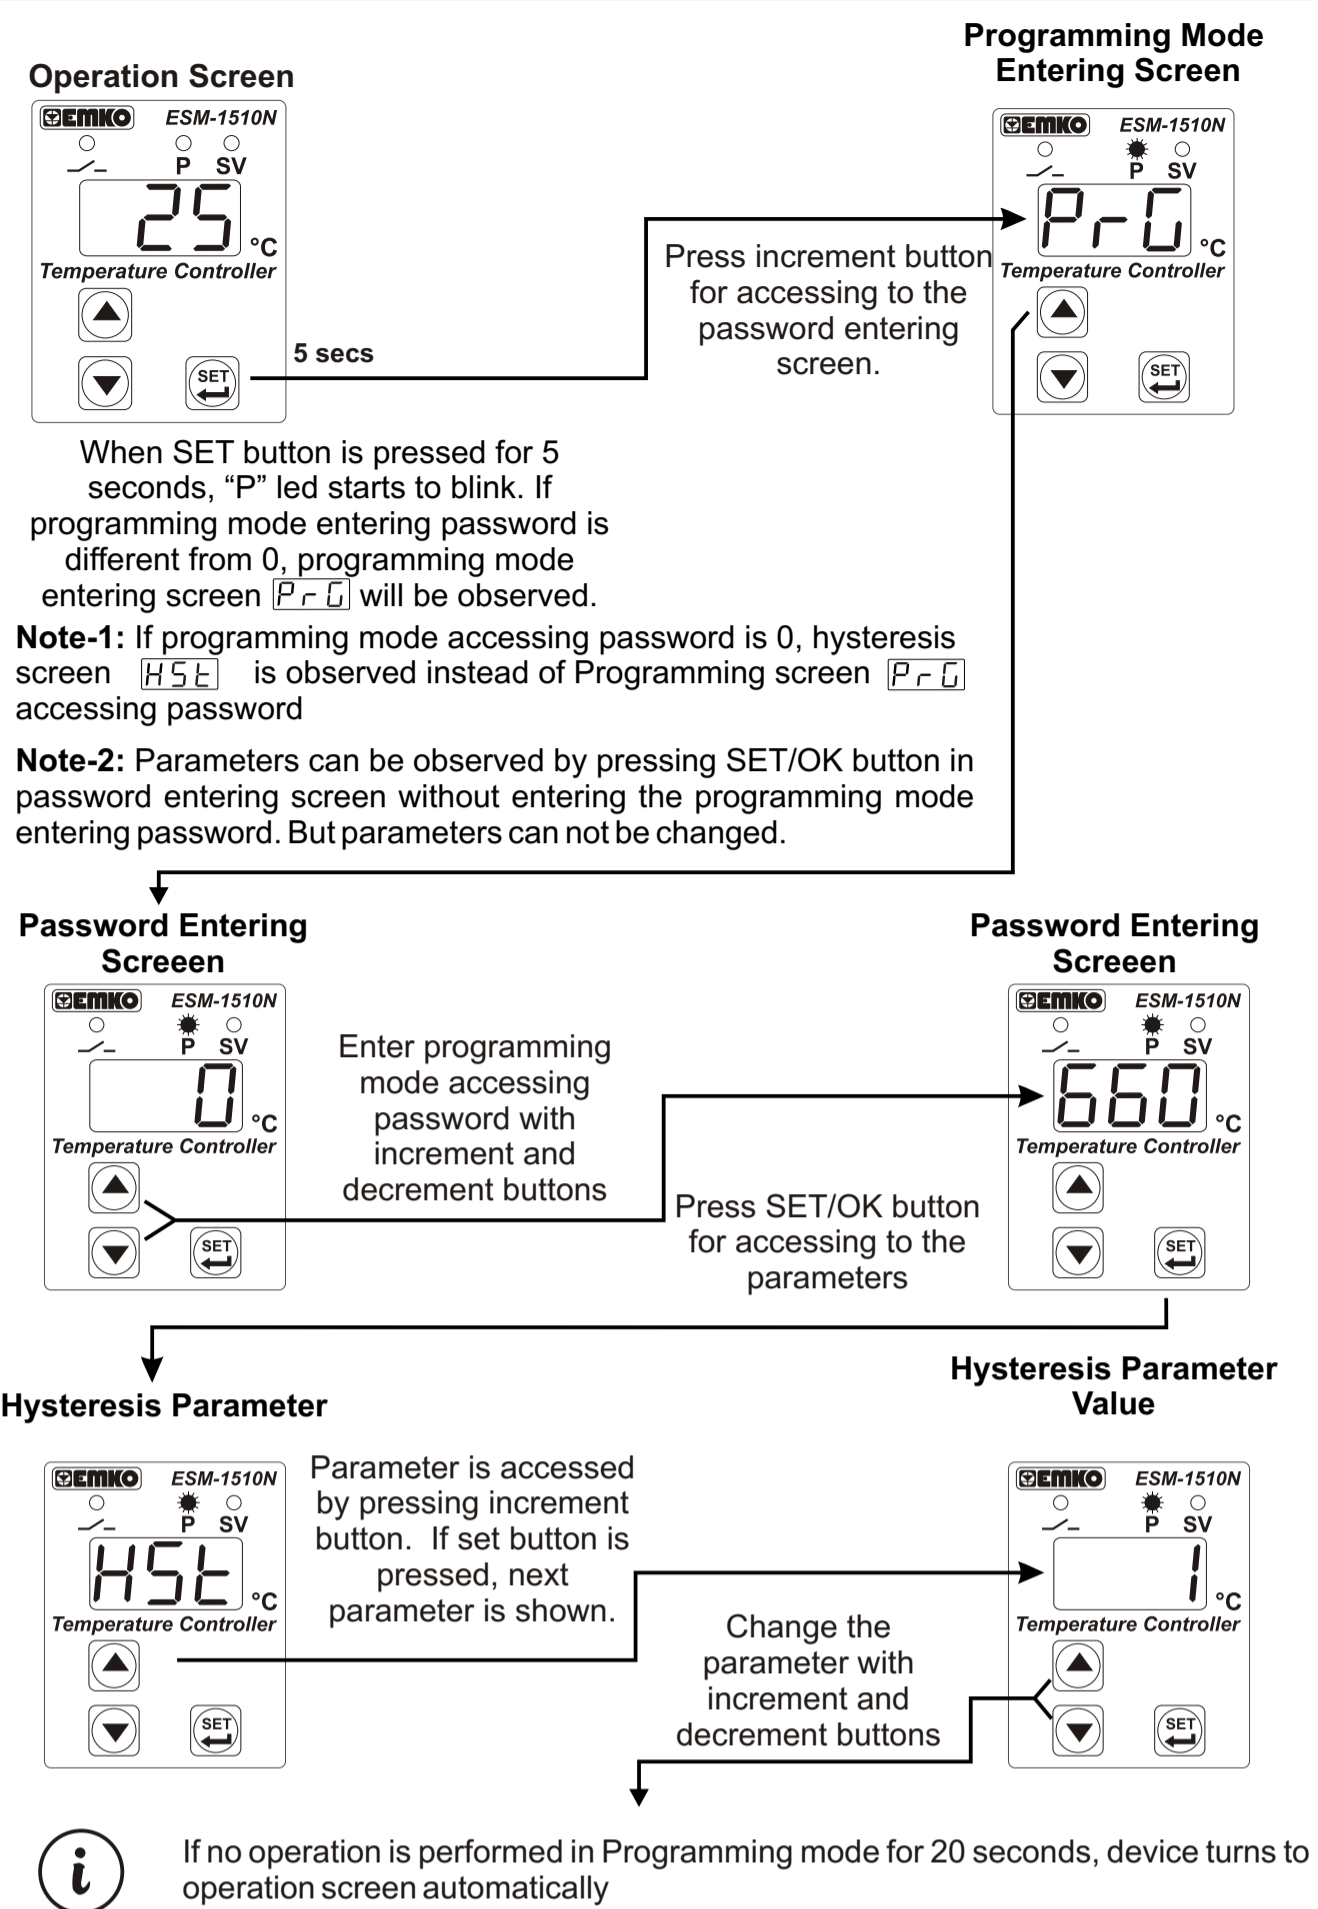 Programming Mode
Entering Screen
Operation Screen
EMKO ESM-1510N
P SV
25 °C
Temperature Controller
SET
5 secs
Press increment button
for accessing to the
password entering
screen.
EMKO ESM-1510N
P SV
PrG °C
Temperature Controller
SET
When SET button is pressed for 5
seconds, “P” led starts to blink. If
programming mode entering password is
different from 0, programming mode
entering screen PrG will be observed.
Note-1: If programming mode accessing password is 0, hysteresis
screen HSt is observed instead of Programming screen PrG
accessing password
Note-2: Parameters can be observed by pressing SET/OK button in
password entering screen without entering the programming mode
entering password. But parameters can not be changed.
Password Entering
Screeen
EMKO ESM-1510N
P SV
0 °C
Temperature Controller
SET
Enter programming
mode accessing
password with
increment and
decrement buttons
Press SET/OK button
for accessing to the
parameters
Password Entering
Screeen
EMKO ESM-1510N
P SV
660 °C
Temperature Controller
SET
Hysteresis Parameter
EMKO ESM-1510N
P SV
HSt °C
Temperature Controller
SET
Parameter is accessed
by pressing increment
button. If set button is
pressed, next
parameter is shown.
Change the
parameter with
increment and
decrement buttons
Hysteresis Parameter
Value
EMKO ESM-1510N
P SV
1 °C
Temperature Controller
SET
i
If no operation is performed in Programming mode for 20 seconds, device turns to
operation screen automatically